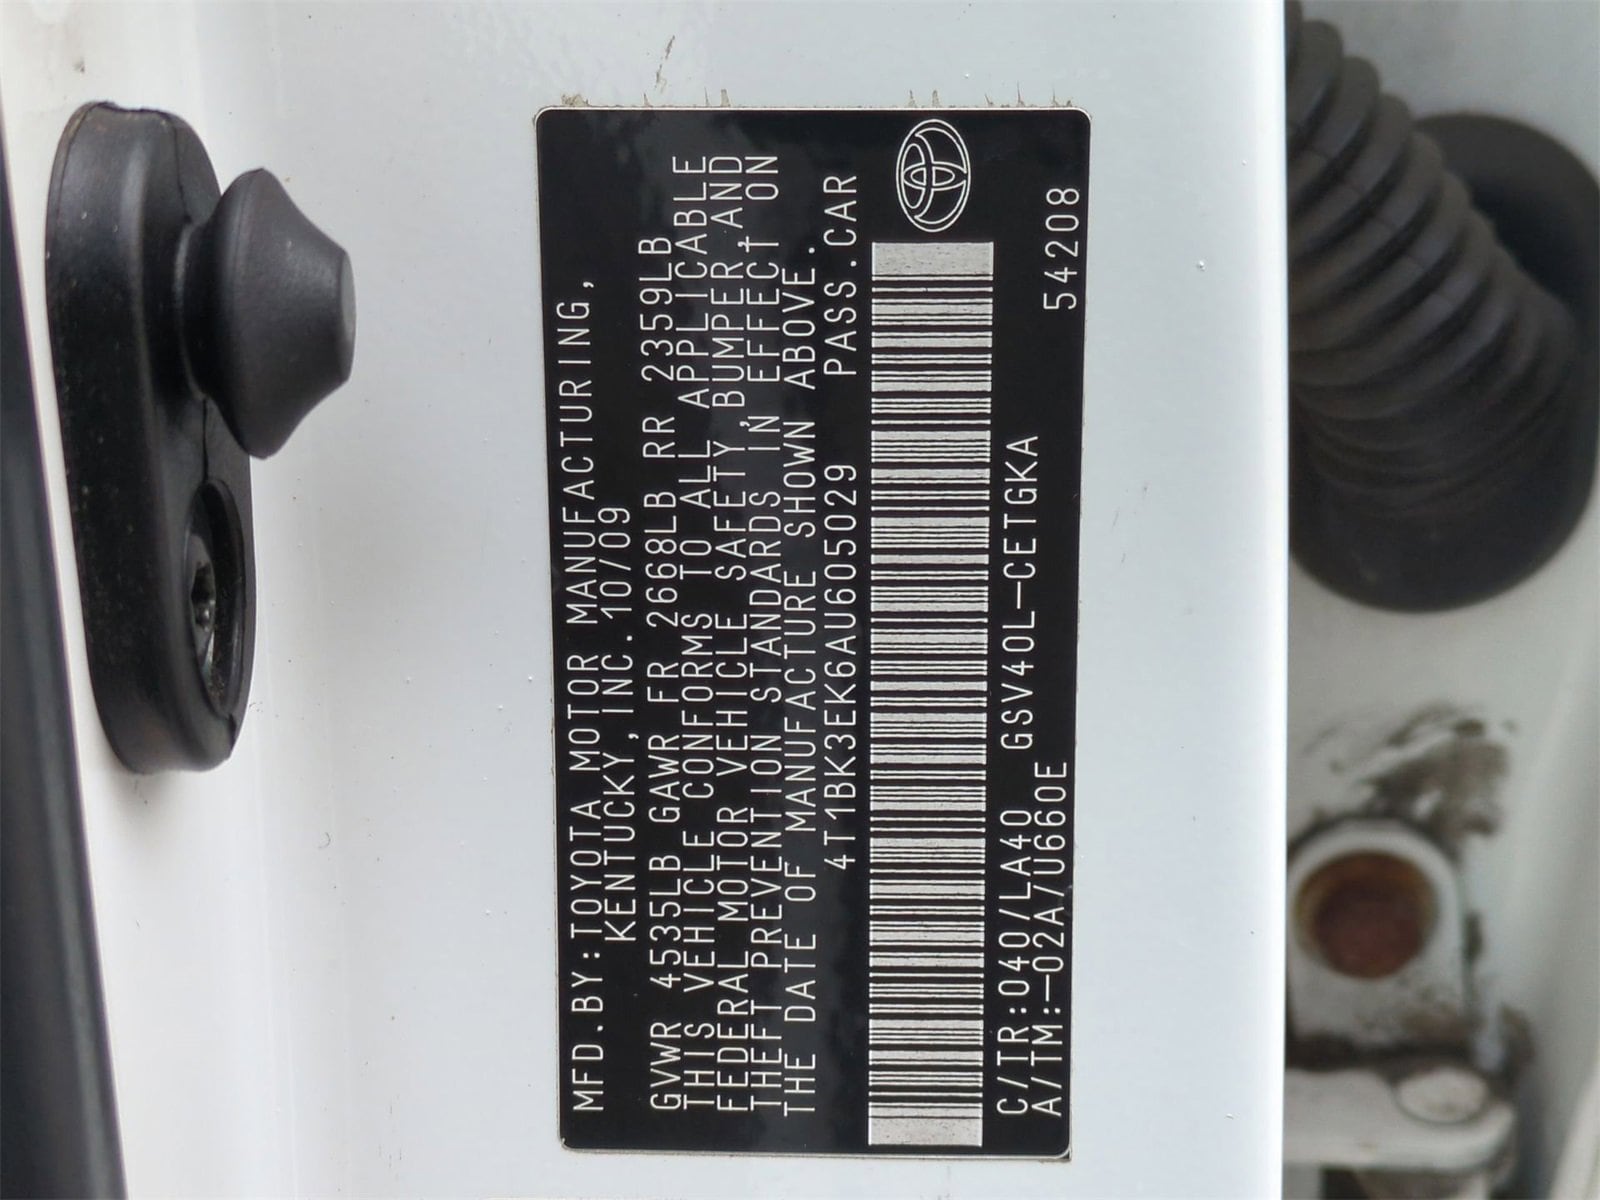 MFD.BY:TOYOTA MOTOR MANUFACTURING,
KENTUCKY,INC.10/09
GVWR 4535LB GAWR FR 2668LB RR 2359LB
THIS VEHICLE CONFORMS TO ALL APPLICABLE
FEDERAL MOTOR VEHICLE SAFETY,BUMPER,AND
THEFT PREVENTION STANDARDS IN EFFECT ON
THE DATE OF MANUFACTURE SHOWN ABOVE.
4T1BK3EK6AU605029 PASS.CAR
C/TR:040/LA40 GSV40L-CETGKA 54208
A/TM:-02A/U660E